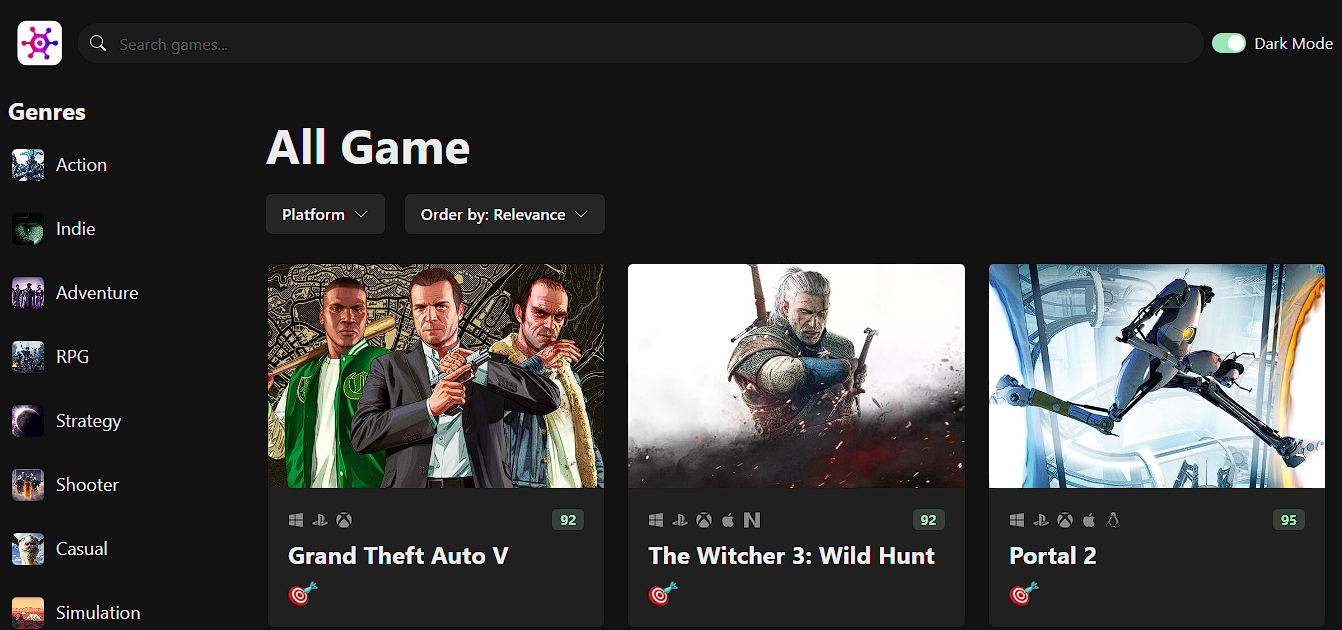 Search games...
Dark Mode
Genres
Action
Indie
Adventure
RPG
Strategy
Shooter
Casual
Simulation
All Game
Platform
Order by: Relevance
92
Grand Theft Auto V
92
The Witcher 3: Wild Hunt
95
Portal 2